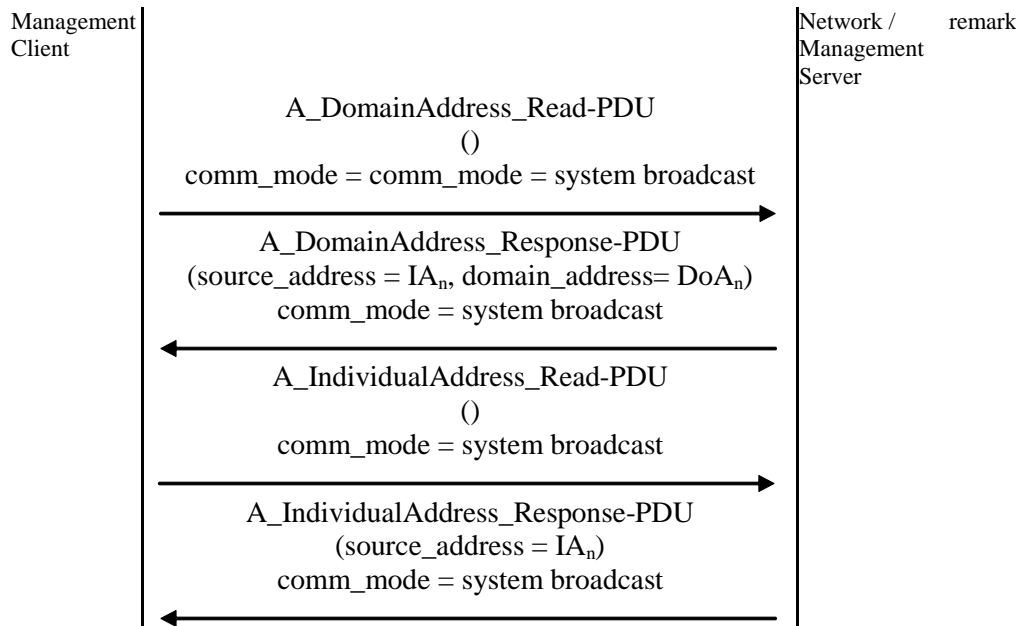 Management
Client
Network /
Management
Server
remark
A_DomainAddress_Read-PDU
()
comm_mode = comm_mode = system broadcast
A_DomainAddress_Response-PDU
(source_address = IAn, domain_address= DoAn)
comm_mode = system broadcast
A_IndividualAddress_Read-PDU
()
comm_mode = system broadcast
A_IndividualAddress_Response-PDU
(source_address = IAn)
comm_mode = system broadcast